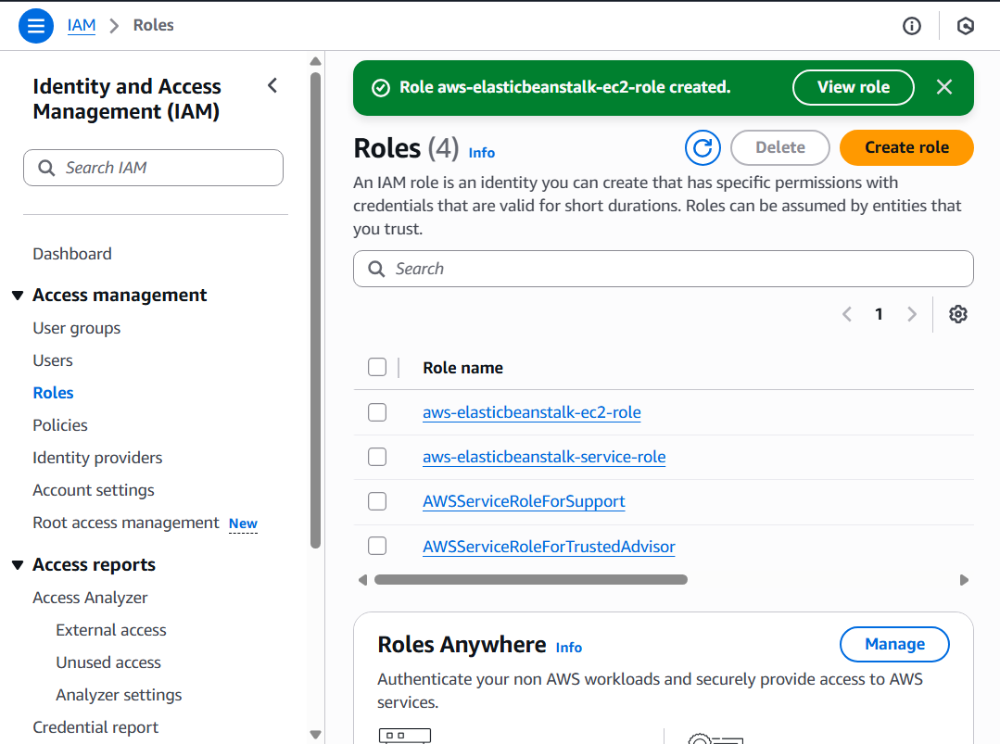 IAM > Roles
Identity and Access
Management (IAM)
Search IAM
Dashboard
Access management
User groups
Users
Roles
Policies
Identity providers
Account settings
Root access management New
Access reports
Access Analyzer
External access
Unused access
Analyzer settings
Credential report
Role aws-elasticbeanstalk-ec2-role created.
View role
Roles (4) Info
Delete
Create role
An IAM role is an identity you can create that has specific permissions with
credentials that are valid for short durations. Roles can be assumed by entities that
you trust.
Search
1
Role name
aws-elasticbeanstalk-ec2-role
aws-elasticbeanstalk-service-role
AWSServiceRoleForSupport
AWSServiceRoleForTrustedAdvisor
Roles Anywhere Info
Manage
Authenticate your non AWS workloads and securely provide access to AWS
services.